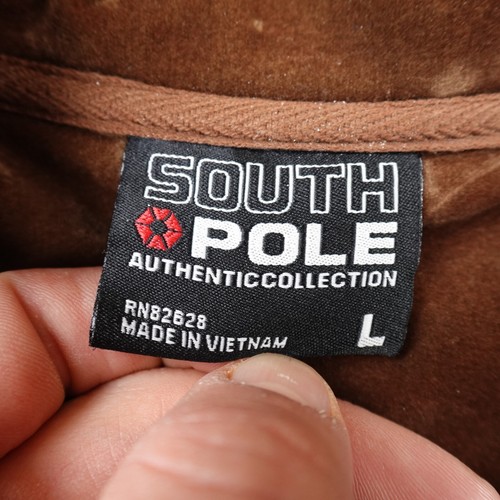 SOUTH
POLE
AUTHENTICCOLLECTION
RN82628
MADE IN VIETNAM
L